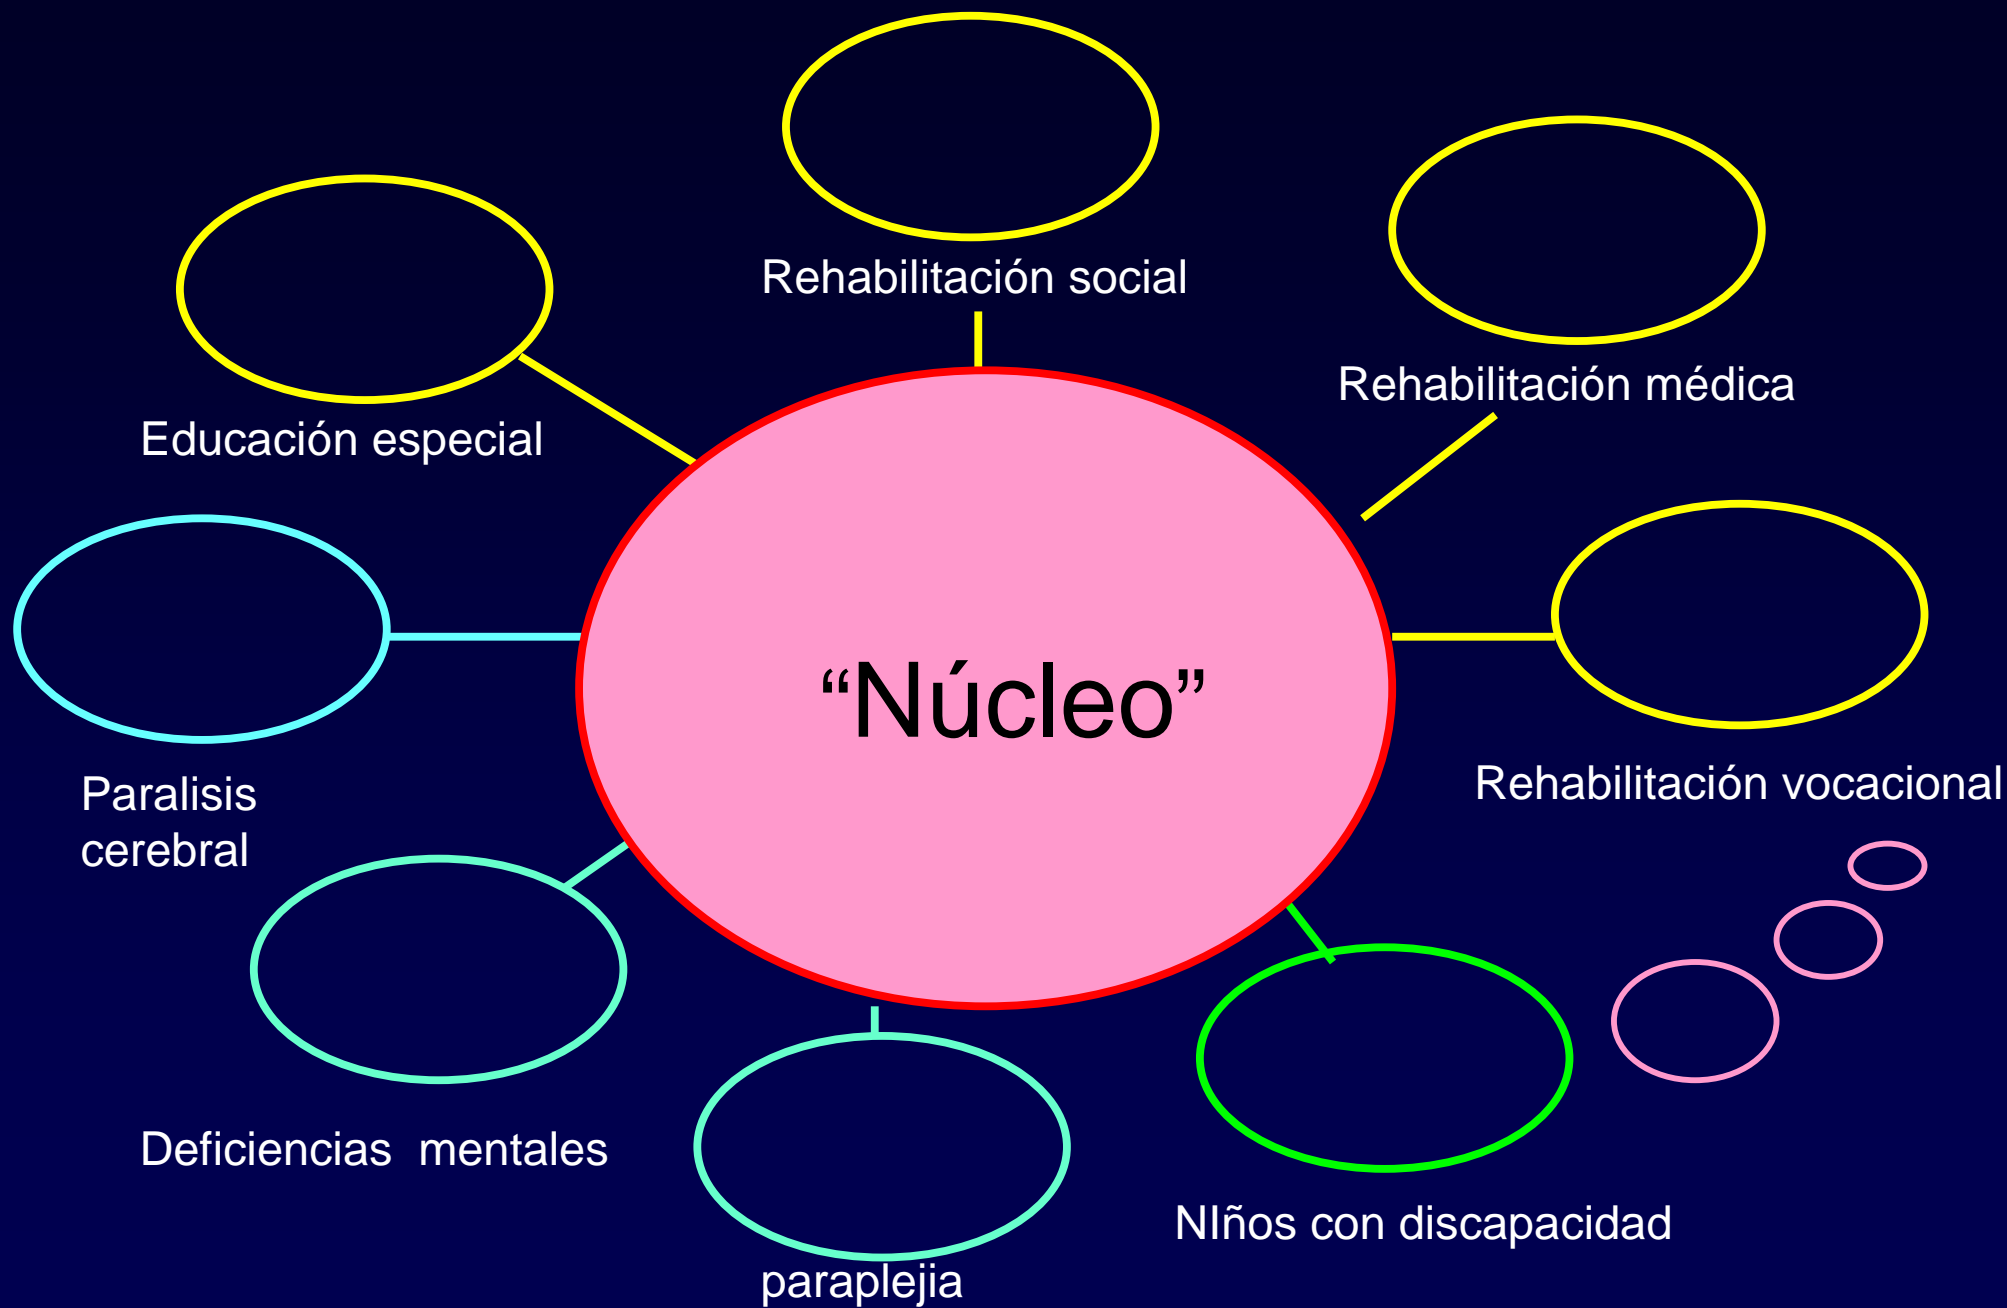 Rehabilitación social
Rehabilitación médica
Educación especial
“Núcleo”
Paralisis
cerebral
Rehabilitación vocacional
Deficiencias mentales
NIños con discapacidad
paraplejia